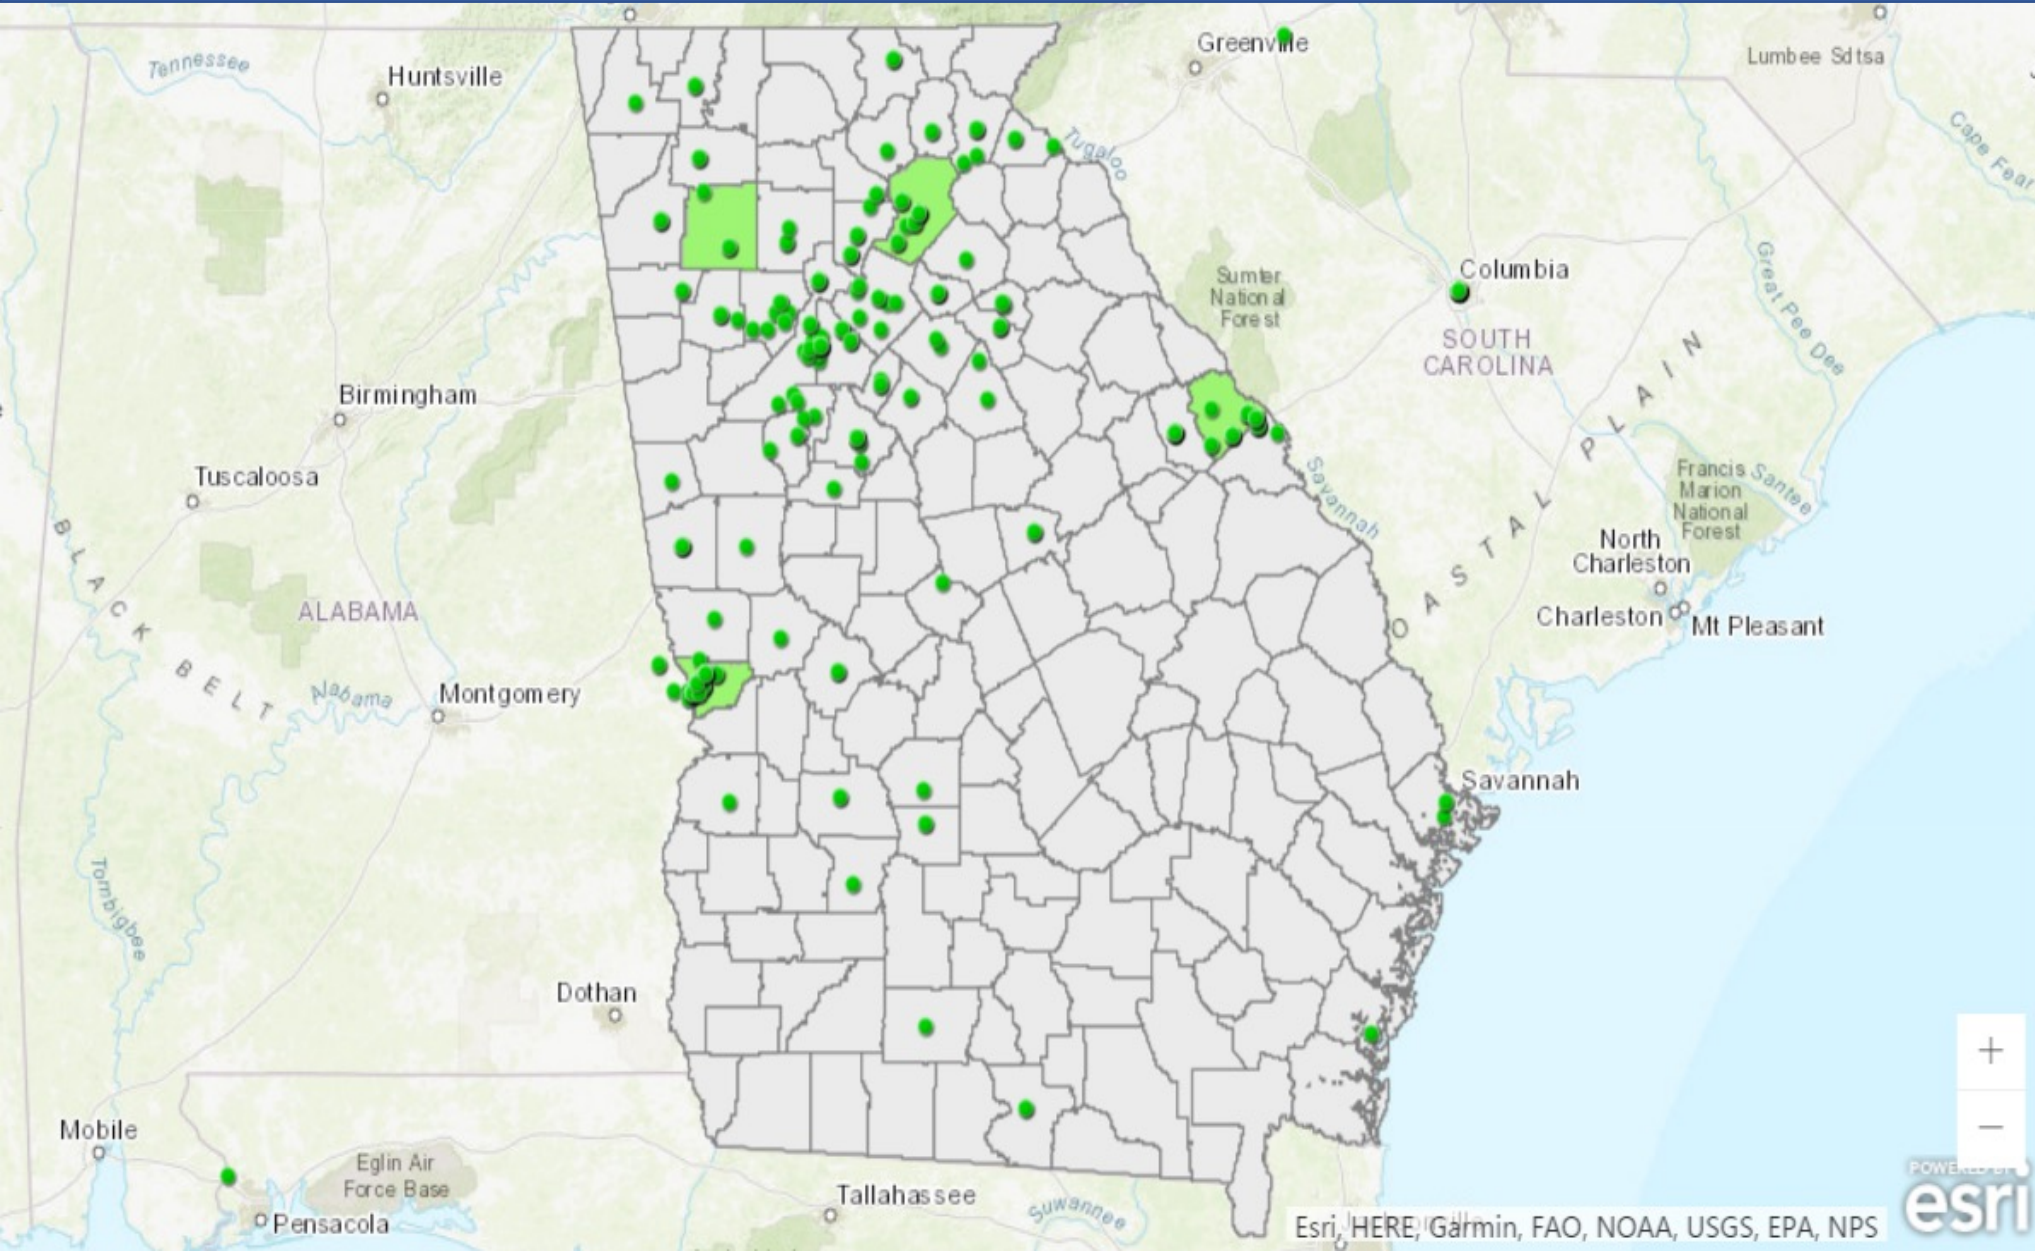 Greenville
Lumbee Sdtsa
Tennessee
Huntsville
Cape Fear
Tugaloo
Great Pee Dee
Columbia
Sumter
National
Forest
SOUTH
CAROLINA
Birmingham
COASTAL PLAIN
Tuscaloosa
Savannah
Francis
Marion
National
Forest
Santee
North
Charleston
BLACK BELT
ALABAMA
Charleston
Mt Pleasant
Alabama
Montgomery
Savannah
Tombigbee
Dothan
+
−
Mobile
Eglin Air
Force Base
Pensacola
Tallahassee
Suwannee
POWERED BY
esri
Esri, HERE, Garmin, FAO, NOAA, USGS, EPA, NPS